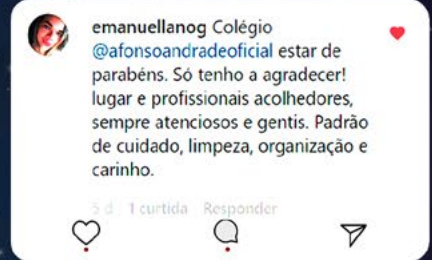 emanuellanog Colégio
@afonsoandradeoficial estar de
parabéns. Só tenho a agradecer!
lugar e profissionais acolhedores,
sempre atenciosos e gentis. Padrão
de cuidado, limpeza, organização e
carinho.
5 d 1 curtida Responder